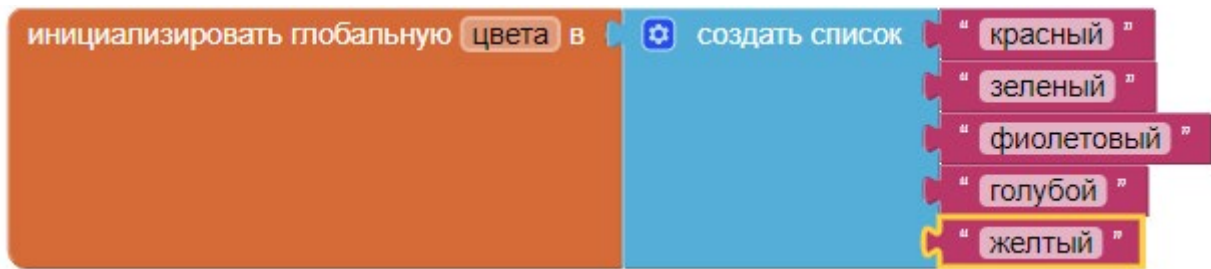 инициализировать глобальную цвета в создать список " красный "
" зеленый "
" фиолетовый "
" голубой "
" желтый "